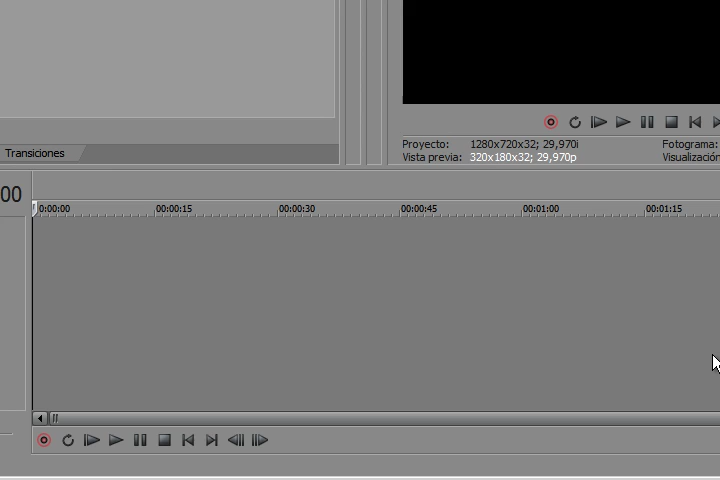 Transiciones
Proyecto: 1280x720x32; 29,970i Fotograma:
Vista previa: 320x180x32; 29,970p Visualización
00
0:00:00 00:00:15 00:00:30 00:00:45 00:01:00 00:01:15